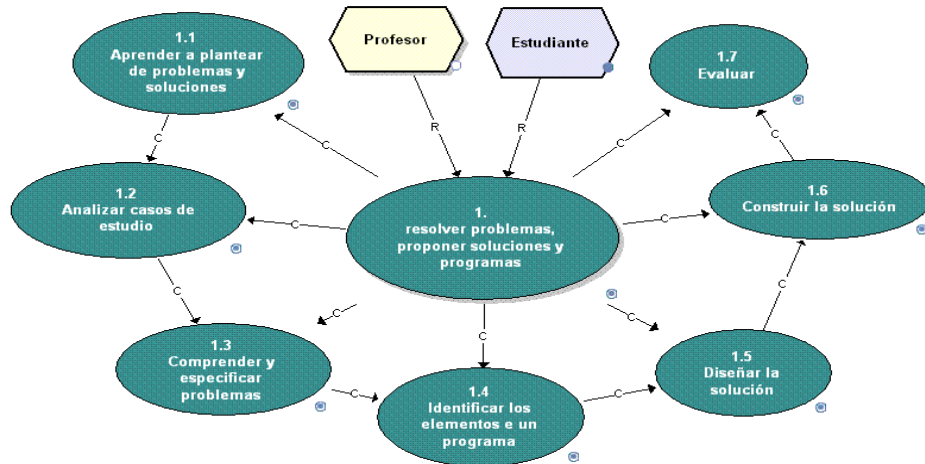 1.1
Aprender a plantear
de problemas y
soluciones
Profesor
Estudiante
1.7
Evaluar
R
R
C
C
C
1.2
Analizar casos de
estudio
C
1.
resolver problemas,
proponer soluciones y
programas
C
C
1.6
Construir la solución
C
C
C
C
C
C
1.3
Comprender y
especificar
problemas
C
1.4
Identificar los
elementos e un
programa
C
1.5
Diseñar la
solución